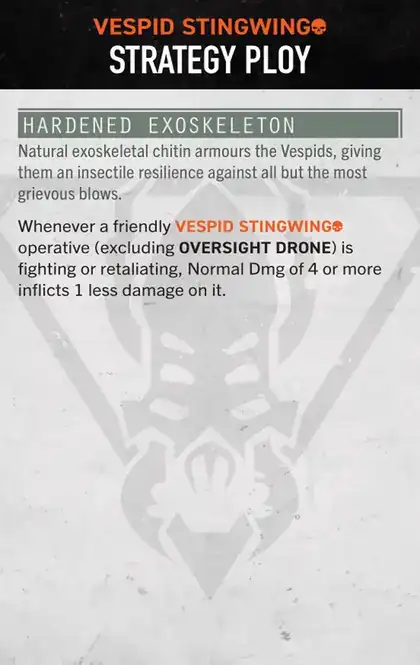 VESPID STINGWING
STRATEGY PLOY
HARDENED EXOSKELETON
Natural exoskeletal chitin armours the Vespids, giving
them an insectile resilience against all but the most
grievous blows.
Whenever a friendly VESPID STINGWING
operative (excluding OVERSIGHT DRONE) is
fighting or retaliating, Normal Dmg of 4 or more
inflicts 1 less damage on it.